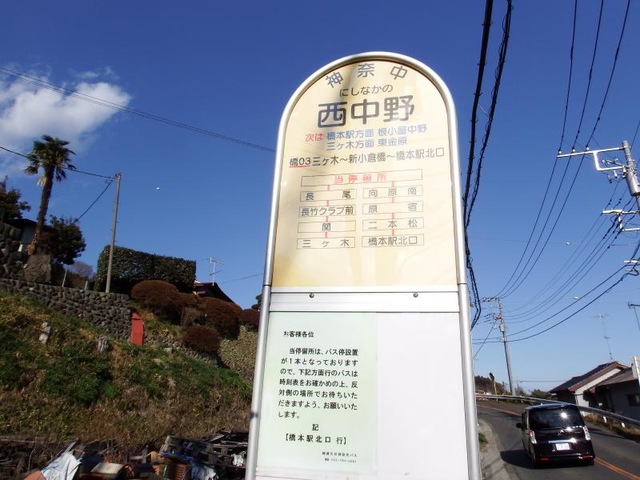 神奈中
にしなかの
西中野
次は 橋本駅方面 根小屋中野
三ヶ木方面 東金原
橋03三ヶ木~新小倉橋~橋本駅北口
当停留所
長尾 向原南
長竹クラブ前 原宿
関 二本松
三ヶ木 橋本駅北口
お客様各位
当停留所は、バス停設置
が1本となっております
ので、下記方面行のバスは
時刻表をお確かめの上、反
対側の場所でお待ちいた
だきますよう、お願いいた
します。
記
【橋本駅北口 行】